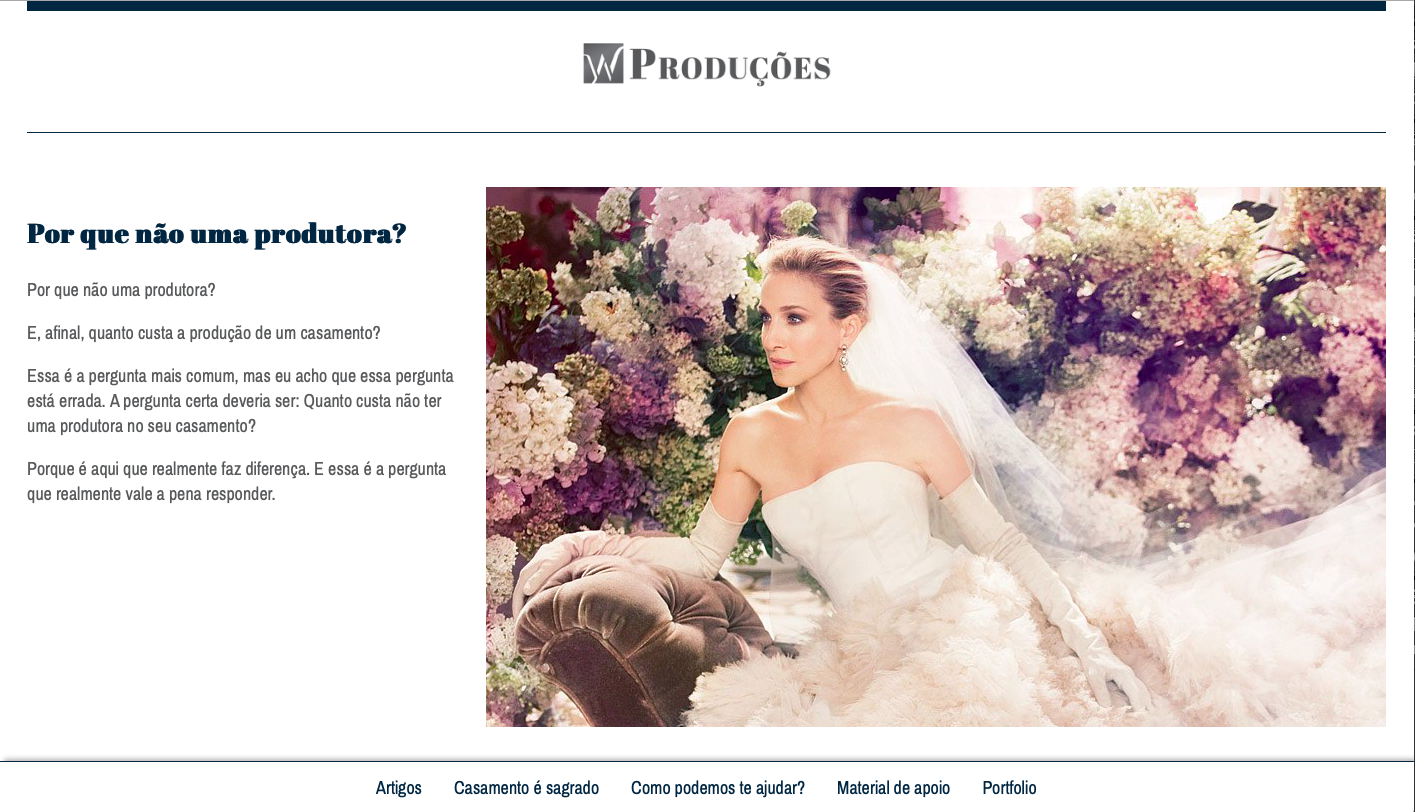 W PRODUÇÕES
Por que não uma produtora?
Por que não uma produtora?
E, afinal, quanto custa a produção de um casamento?
Essa é a pergunta mais comum, mas eu acho que essa pergunta
está errada. A pergunta certa deveria ser: Quanto custa não ter
uma produtora no seu casamento?
Porque é aqui que realmente faz diferença. E essa é a pergunta
que realmente vale a pena responder.
Artigos Casamento é sagrado Como podemos te ajudar? Material de apoio Portfolio